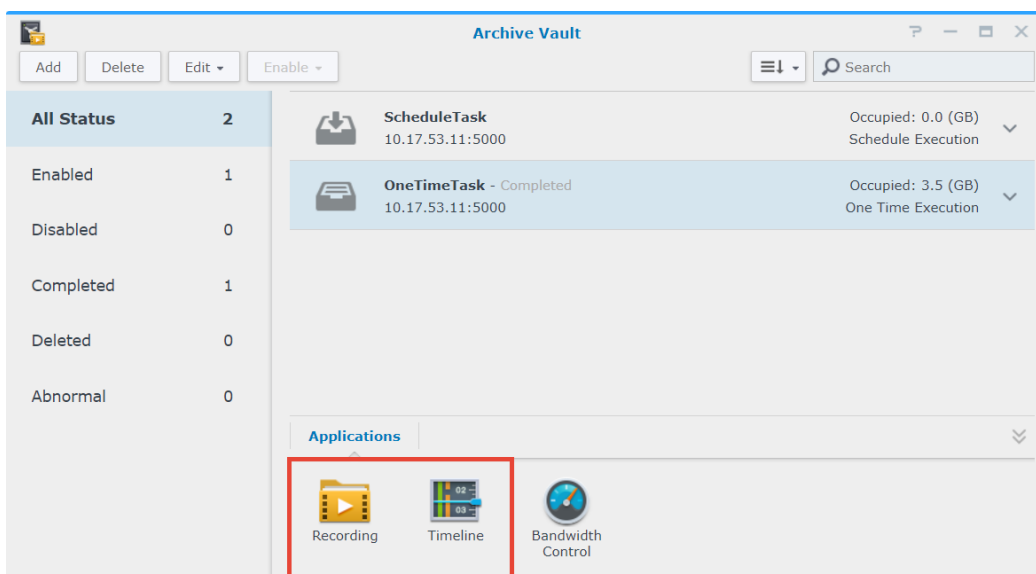 Archive Vault
Add Delete Edit Enable Search
All Status 2
Enabled 1
Disabled 0
Completed 1
Deleted 0
Abnormal 0
ScheduleTask Occupied: 0.0 (GB)
10.17.53.11:5000 Schedule Execution
OneTimeTask - Completed Occupied: 3.5 (GB)
10.17.53.11:5000 One Time Execution
Applications
02
03
Recording Timeline Bandwidth
Control